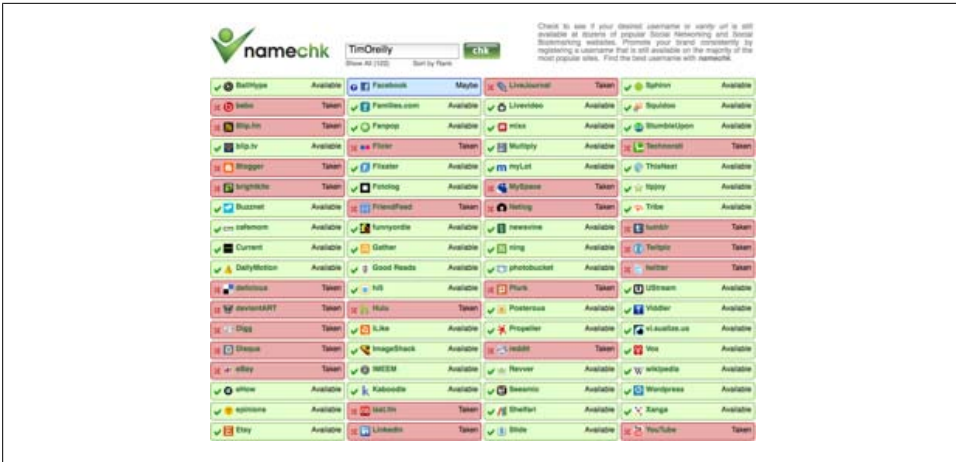 Check to see if your desired username or vanity url is still
available at dozens of popular Social Networking and Social
Bookmarking websites. Promote your brand consistently by
registering a username that is still available on the majority of the
most popular sites. Find the best username with namechk.
namechk
TimOreilly chk
Show All (122) Sort by Rank
BallHype Available
bebo Taken
Blip.fm Taken
blip.tv Available
Blogger Taken
brightkite Taken
Buzznet Available
cafemom Available
Current Available
DailyMotion Available
delicious Taken
deviantART Taken
Digg Taken
Disqus Taken
eBay Taken
eHow Available
epinions Available
Etsy Available
Facebook Maybe
Families.com Available
Fanpop Available
Flickr Taken
Flixster Available
Fotolog Available
FriendFeed Taken
funnyordie Available
Gather Available
Good Reads Available
hi5 Available
Hulu Taken
iLike Available
ImageShack Available
IMEEM Available
Kaboodle Available
last.fm Taken
LinkedIn Taken
LiveJournal Taken
Livevideo Available
mixx Available
Multiply Available
myLot Available
MySpace Taken
Netlog Taken
newsvine Available
ning Available
photobucket Available
Plurk Taken
Posterous Available
Propeller Available
reddit Taken
Revver Available
Seesmic Available
Shelfari Available
Slide Available
Sphinn Available
Squidoo Available
StumbleUpon Available
Technorati Taken
ThisNext Available
tipjoy Available
Tribe Available
tumblr Taken
Twitpic Taken
twitter Taken
UStream Available
Viddler Available
vi.sualize.us Available
Vox Available
wikipedia Available
Wordpress Available
Xanga Available
YouTube Taken